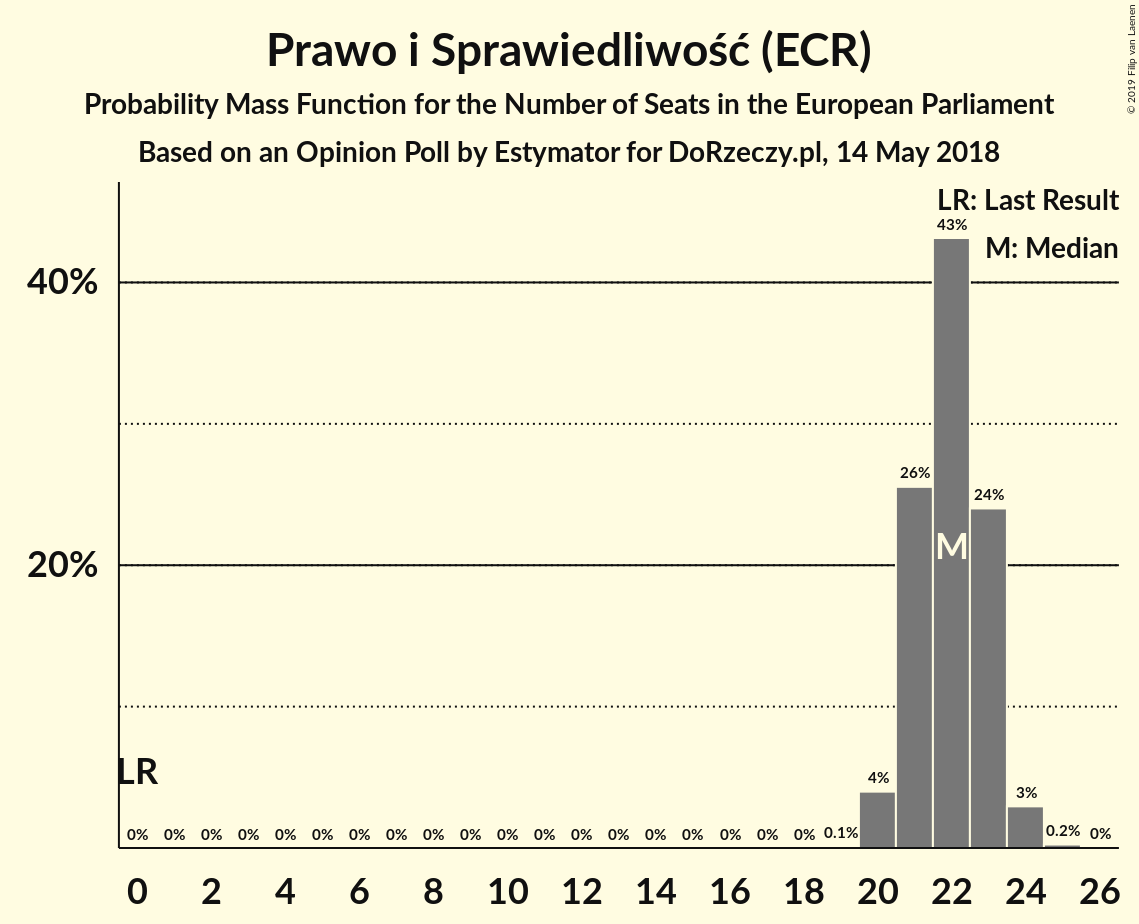 Prawo i Sprawiedliwość (ECR)
Probability Mass Function for the Number of Seats in the European Parliament
Based on an Opinion Poll by Estymator for DoRzeczy.pl, 14 May 2018
© 2019 Filip van Laenen
LR: Last Result
M: Median
43%
40%
26%
24%
M
20%
LR
4%
3%
0% 0% 0% 0% 0% 0% 0% 0% 0% 0% 0% 0% 0% 0% 0% 0% 0% 0% 0% 0.1% 0.2% 0%
0 2 4 6 8 10 12 14 16 18 20 22 24 26